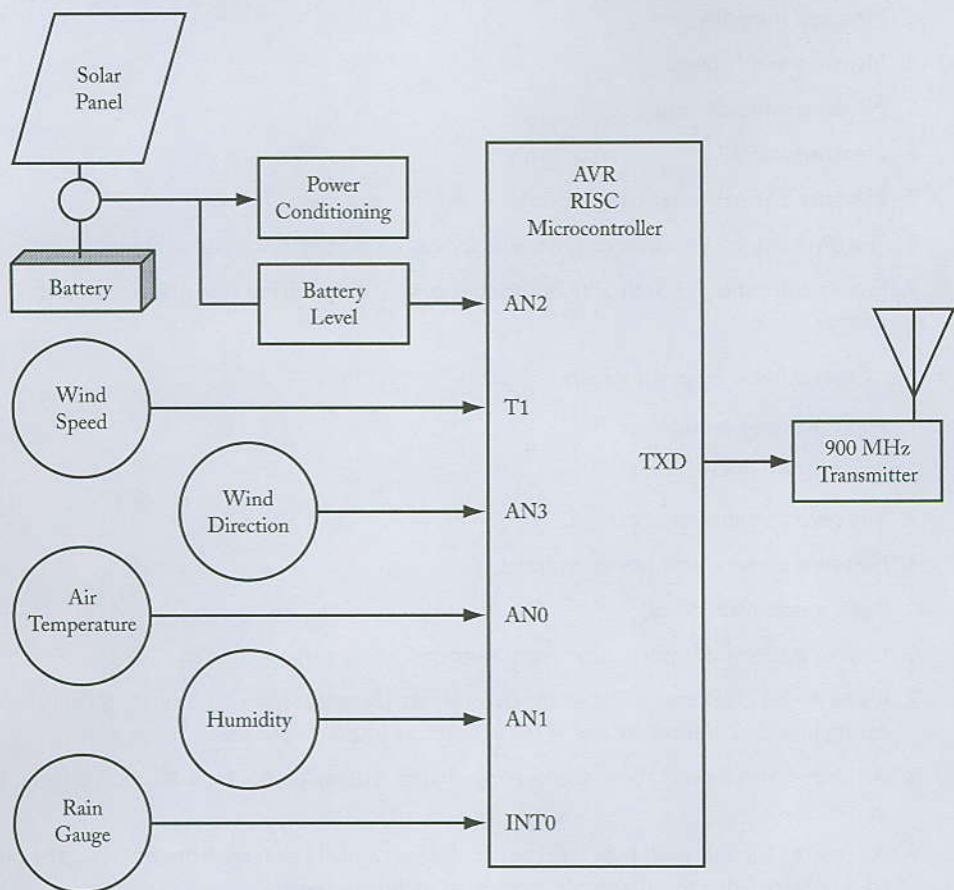 Solar
Panel
Power
Conditioning
Battery
Battery
Level
AVR
RISC
Microcontroller
AN2
Wind
Speed
T1
TXD
900 MHz
Transmitter
Wind
Direction
AN3
Air
Temperature
AN0
Humidity
AN1
Rain
Gauge
INT0